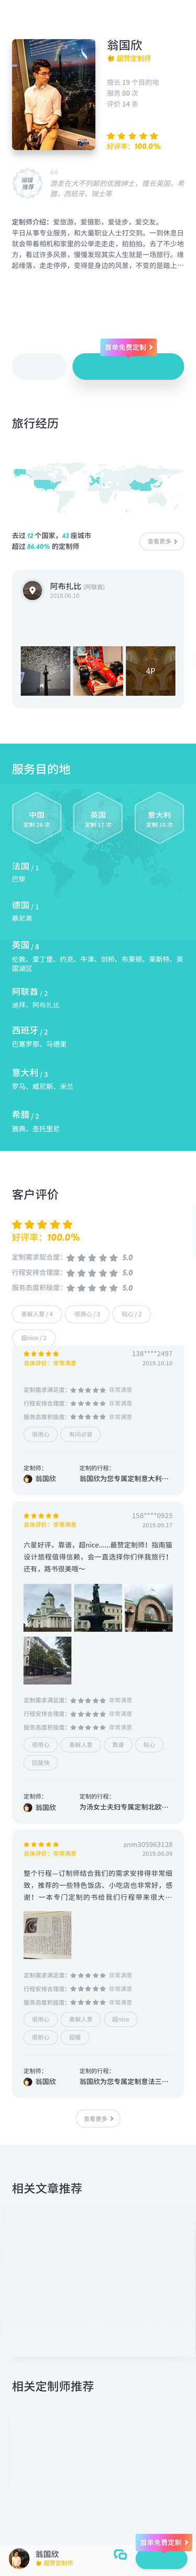 翁国欣
超赞定制师
擅长 19 个目的地
服务 80 次
评价 14 条
好评率：100.0%
编辑推荐
游走在大不列颠的优雅绅士，擅长英国，希腊，西班牙，瑞士等
定制师介绍：爱旅游，爱摄影，爱徒步，爱交友。
平日从事专业服务，和大量职业人士打交到。一到休息日就会带着相机和家里的公举走走走，拍拍拍。去了不少地方，看过许多风景，慢慢发现其实人生就是一场旅行。缘起缘落，走走停停，变得是身边的风景，不变的是踏上…
首单免费定制
旅行经历
去过 12 个国家，43 座城市
超过 86.40% 的定制师
查看更多
阿布扎比 (阿联酋)
2018.06.10
4P
服务目的地
中国
定制 26 次
英国
定制 17 次
意大利
定制 10 次
法国 / 1
巴黎
德国 / 1
慕尼黑
英国 / 8
伦敦、爱丁堡、约克、牛津、剑桥、布莱顿、莱斯特、英国湖区
阿联酋 / 2
迪拜、阿布扎比
西班牙 / 2
巴塞罗那、马德里
意大利 / 3
罗马、威尼斯、米兰
希腊 / 2
雅典、圣托里尼
客户评价
好评率：100.0%
定制需求契合度： 5.0
行程安排合理度： 5.0
服务态度积极度： 5.0
善解人意 / 4
很用心 / 3
贴心 / 2
超nice / 2
138****2497
总体评价：非常满意
2019.10.10
定制需求满足度： 非常满意
行程安排合理度： 非常满意
服务态度积极度： 非常满意
很用心
有问必答
定制师：
翁国欣
定制的行程：
翁国欣为您专属定制意大利…
158****0925
总体评价：非常满意
2019.09.17
六星好评，靠谱，超nice......最赞定制师！指南猫设计旅程值得信赖，会一直选择你们伴我旅行！还有，路书很美哦～
定制需求满足度： 非常满意
行程安排合理度： 非常满意
服务态度积极度： 非常满意
很用心
善解人意
靠谱
贴心
回复快
定制师：
翁国欣
定制的行程：
为汤女士夫妇专属定制北欧…
znm305963128
总体评价：非常满意
2019.08.09
整个行程—订制师结合我们的需求安排得非常细致，推荐的一些特色饭店、小吃店也非常好，感谢！一本专门定制的书给我们行程带来很大…
定制需求满足度： 非常满意
行程安排合理度： 非常满意
服务态度积极度： 非常满意
很用心
善解人意
超nice
很耐心
超暖
定制师：
翁国欣
定制的行程：
翁国欣为您专属定制意法三…
查看更多
相关文章推荐
相关定制师推荐
首单免费定制
翁国欣
超赞定制师